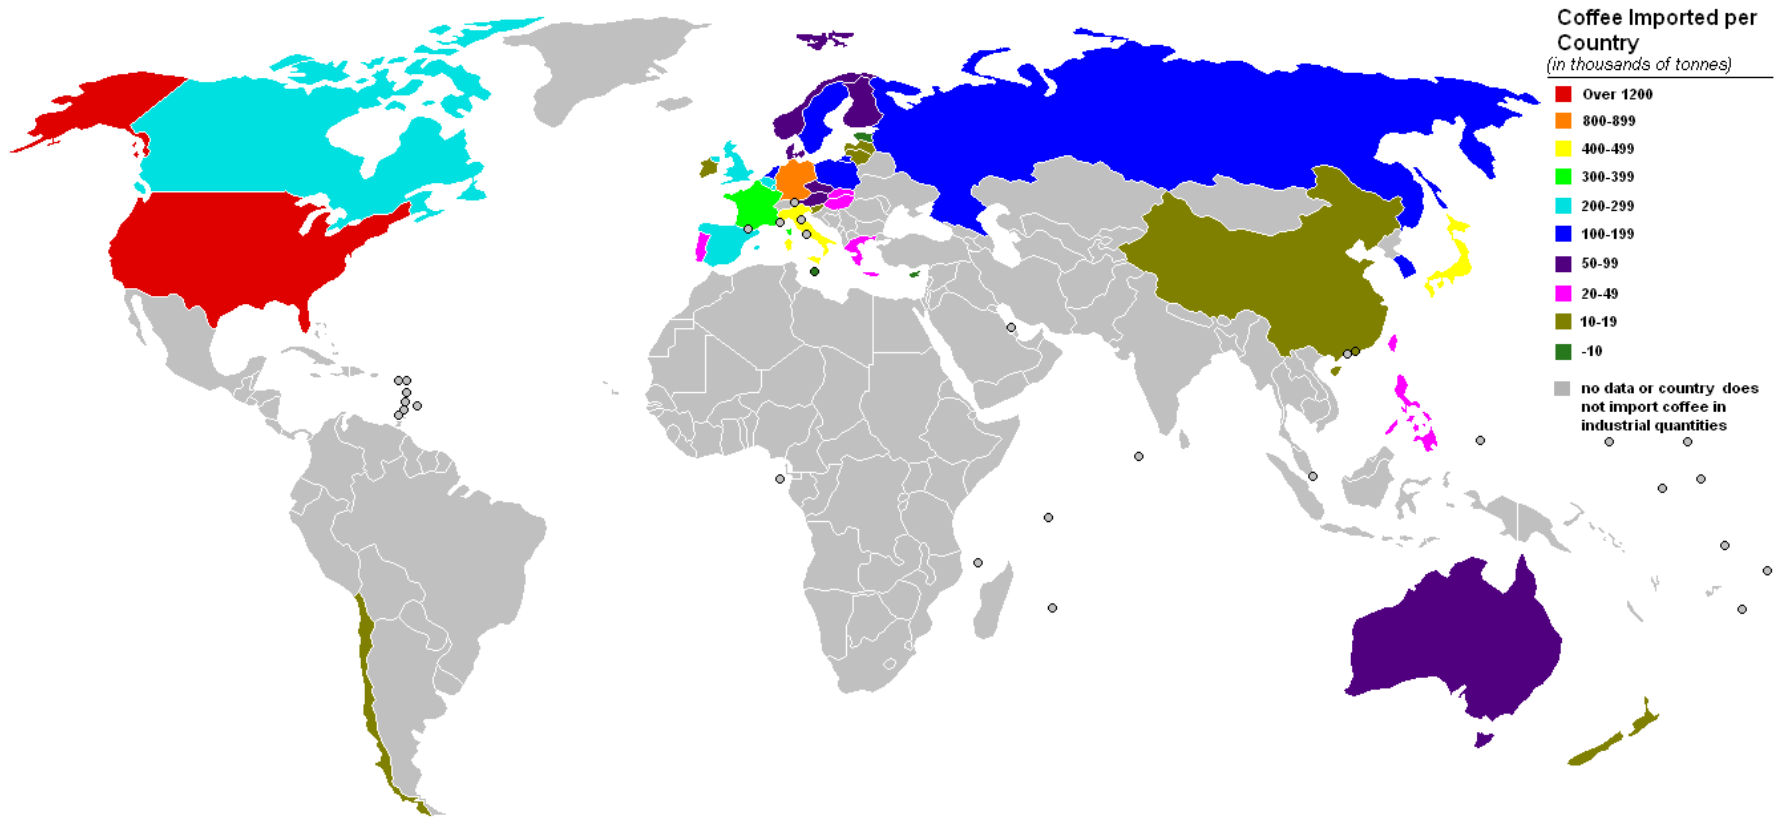 Coffee Imported per
Country
(in thousands of tonnes)
Over 1200
800-899
400-499
300-399
200-299
100-199
50-99
20-49
10-19
-10
no data or country does
not import coffee in
industrial quantities